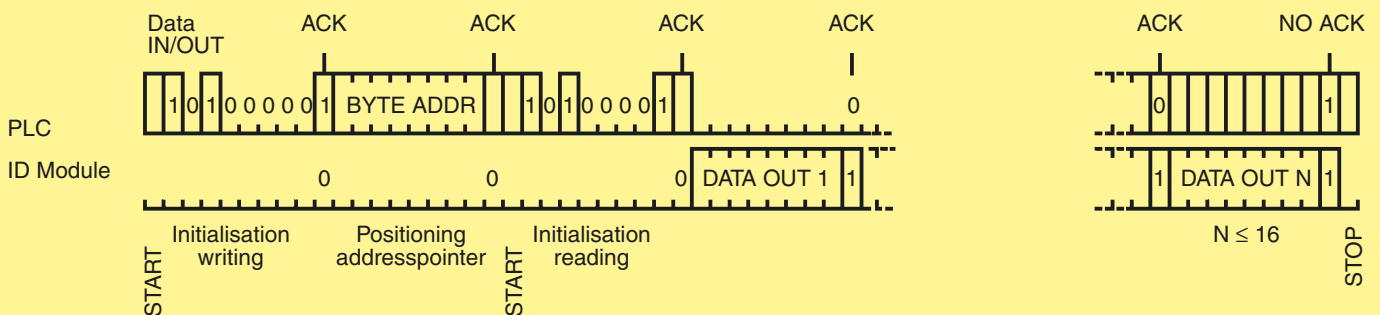 Data
IN/OUT
ACK ACK ACK ACK ACK NO ACK
PLC
1 0 1 0 0 0 0 0 1 BYTE ADDR 1 0 1 0 0 0 0 1 0 0 1
ID Module
0 0 0 DATA OUT 1 1 1 DATA OUT N 1
START
Initialisation
writing
Positioning
addresspointer
START
Initialisation
reading
N ≤ 16
STOP